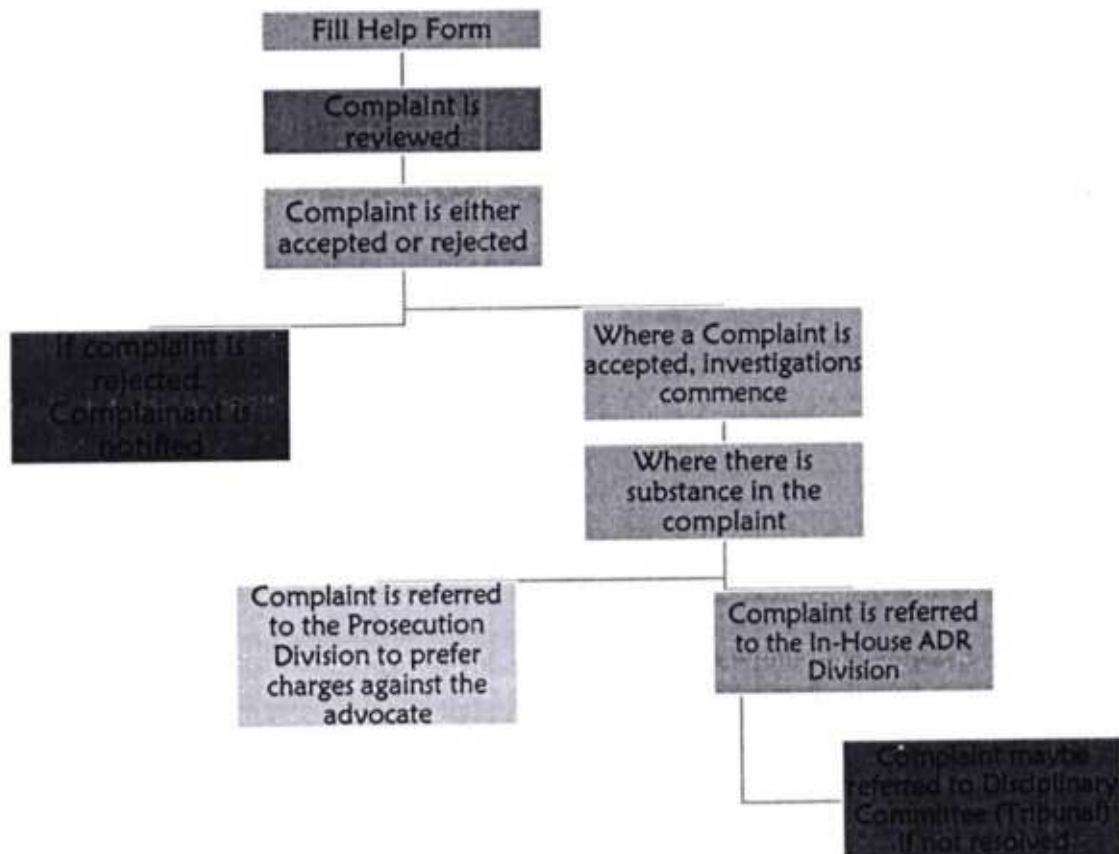 Fill Help Form
Complaint is
reviewed
Complaint is either
accepted or rejected
If complaint is
rejected
Complainant is
notified
Where a Complaint is
accepted, investigations
commence
Where there is
substance in the
complaint
Complaint is referred
to the Prosecution
Division to prefer
charges against the
advocate
Complaint is referred
to the In-House ADR
Division
Complaint maybe
referred to Disciplinary
Committee (Tribunal)
if not resolved